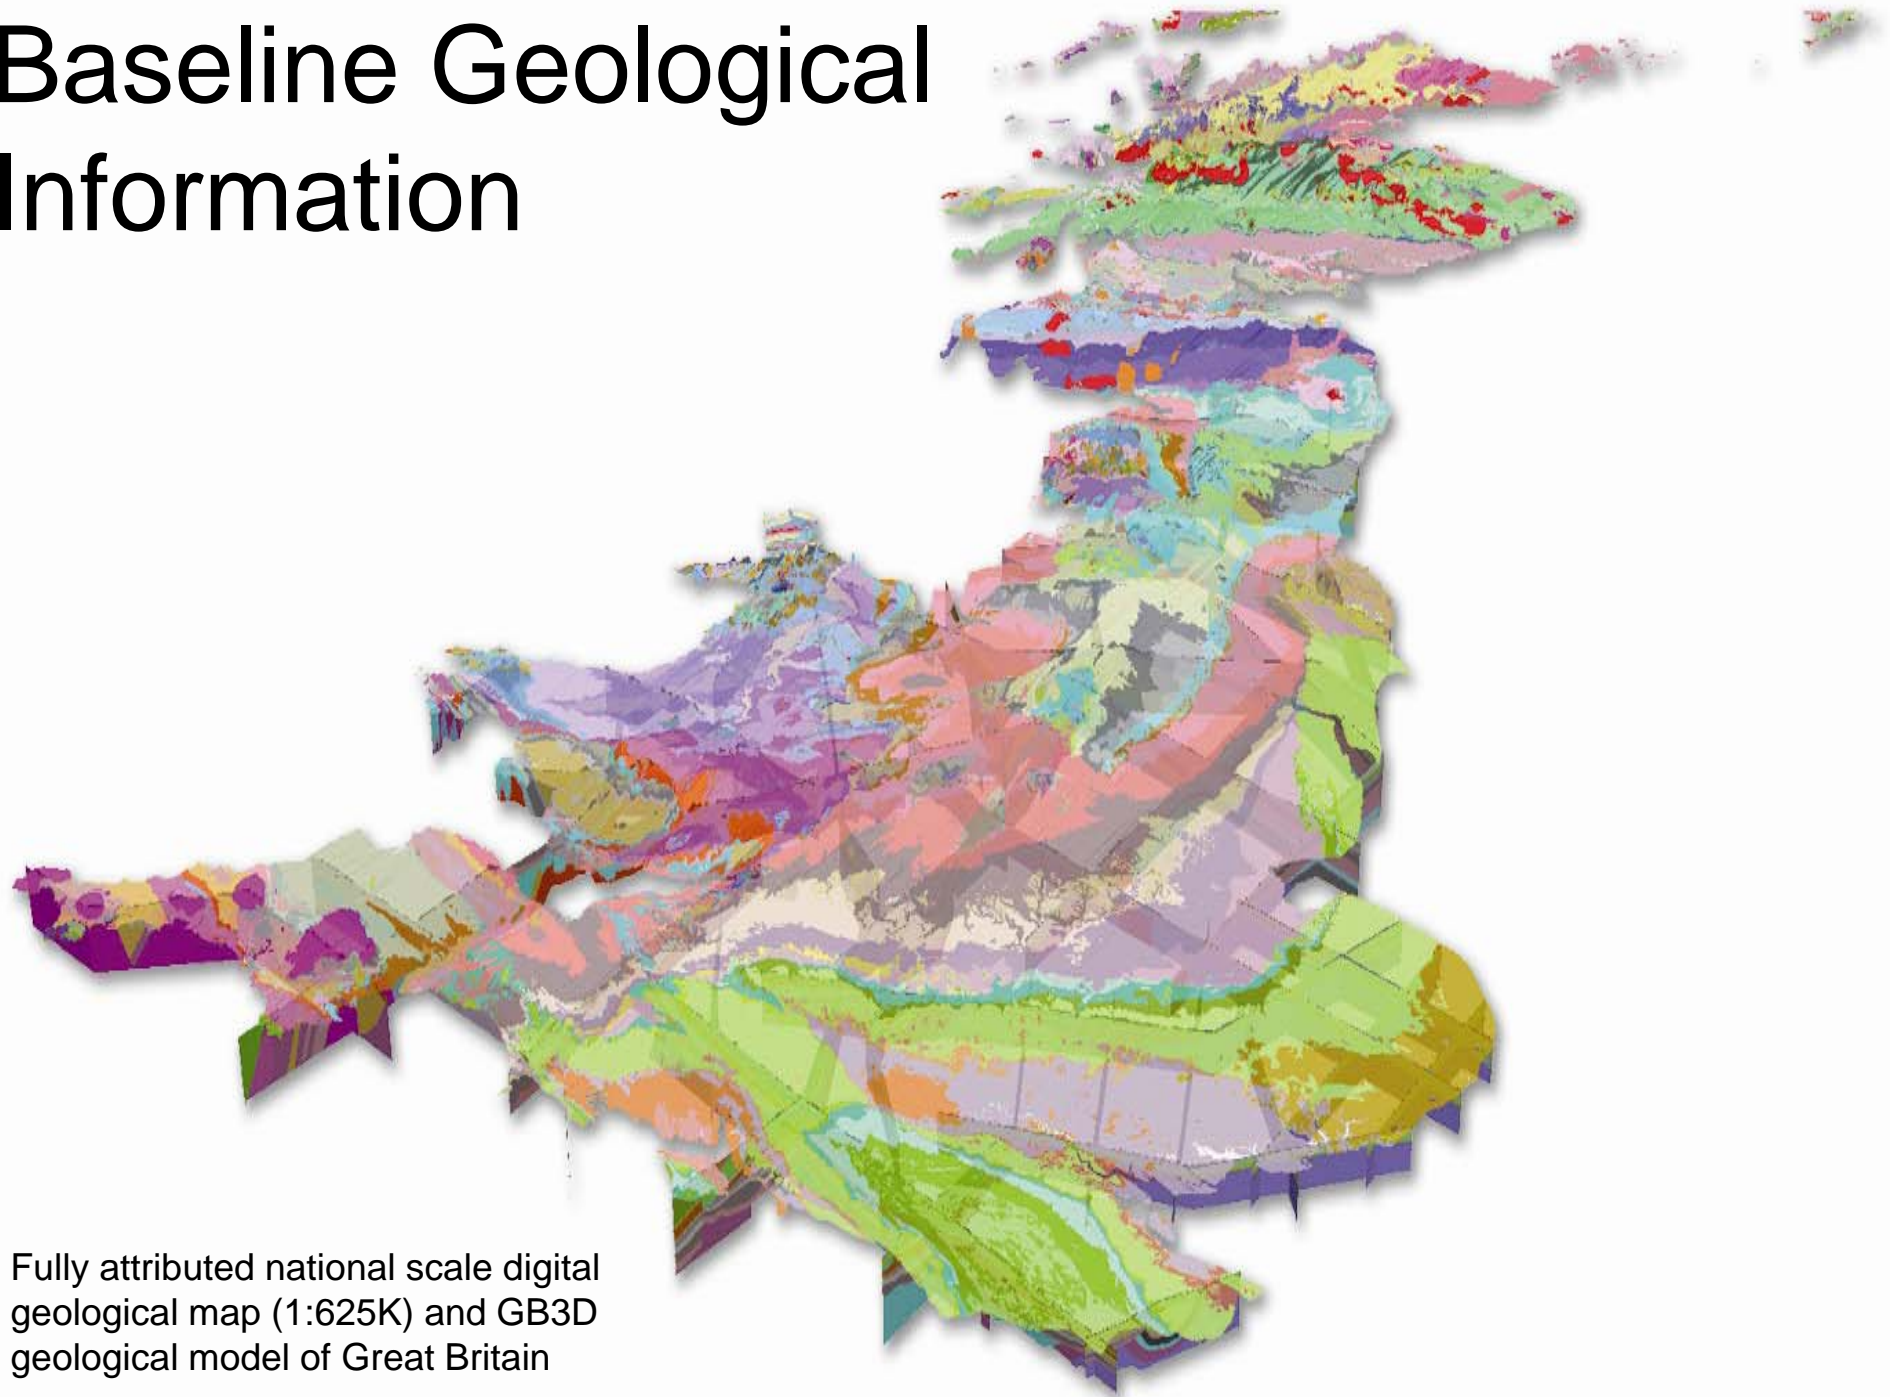 Baseline Geological
Information
Fully attributed national scale digital
geological map (1:625K) and GB3D
geological model of Great Britain